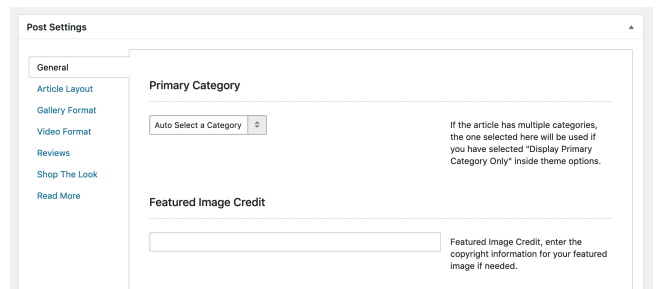 Post Settings
General
Article Layout
Gallery Format
Video Format
Reviews
Shop The Look
Read More
Primary Category
Auto Select a Category
If the article has multiple categories,
the one selected here will be used if
you have selected "Display Primary
Category Only" inside theme options.
Featured Image Credit
Featured Image Credit, enter the
copyright information for your featured
image if needed.